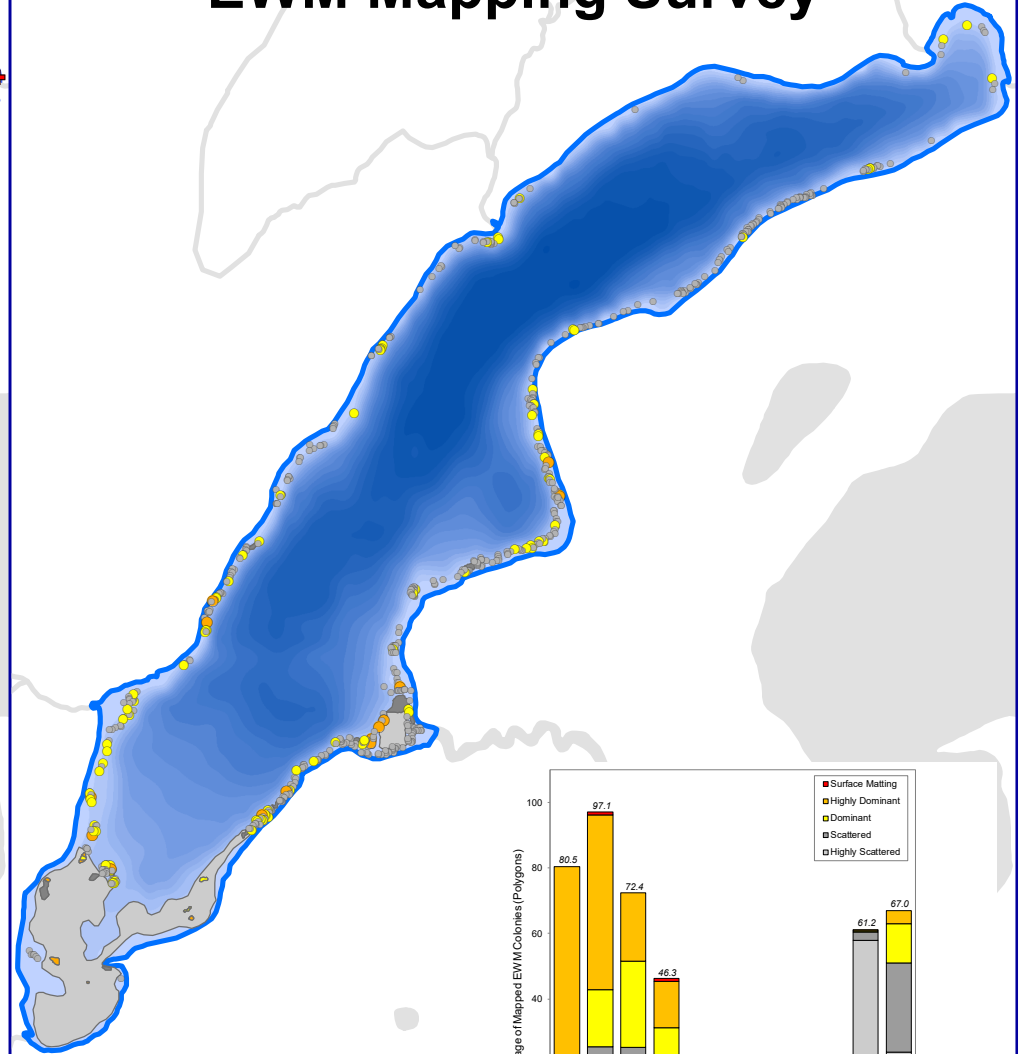 EWM Mapping Survey
Surface Matting
Highly Dominant
Dominant
Scattered
Highly Scattered
100
80
60
40
80.5
97.1
72.4
46.3
61.2
67.0
of Mapped EWM Colonies (Polygons)